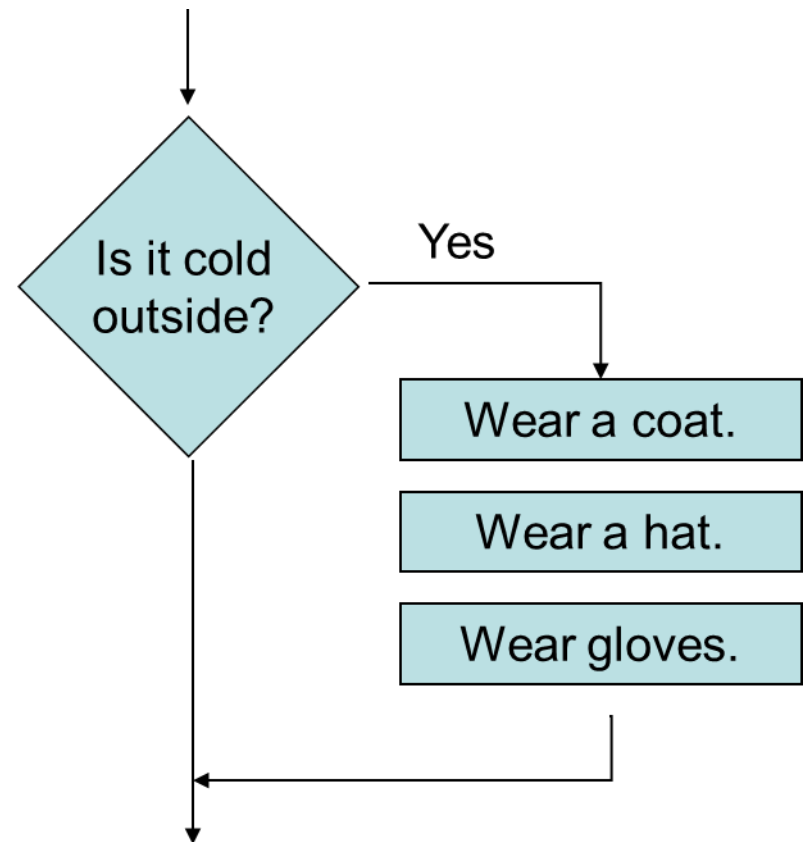 Yes
Is it cold
outside?
Wear a coat.
Wear a hat.
Wear gloves.